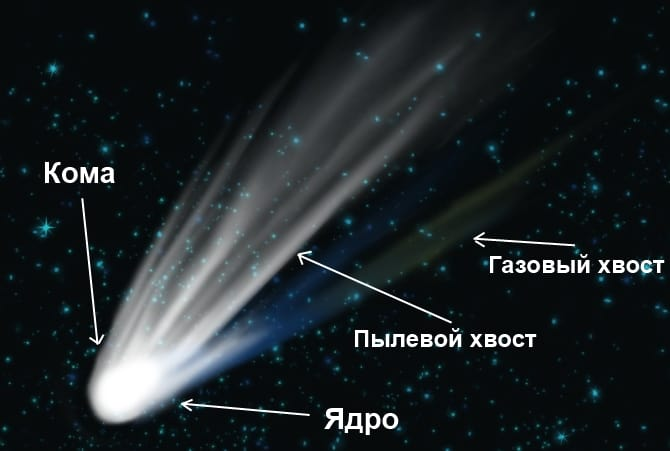 Кома
Газовый хвост
Пылевой хвост
Ядро